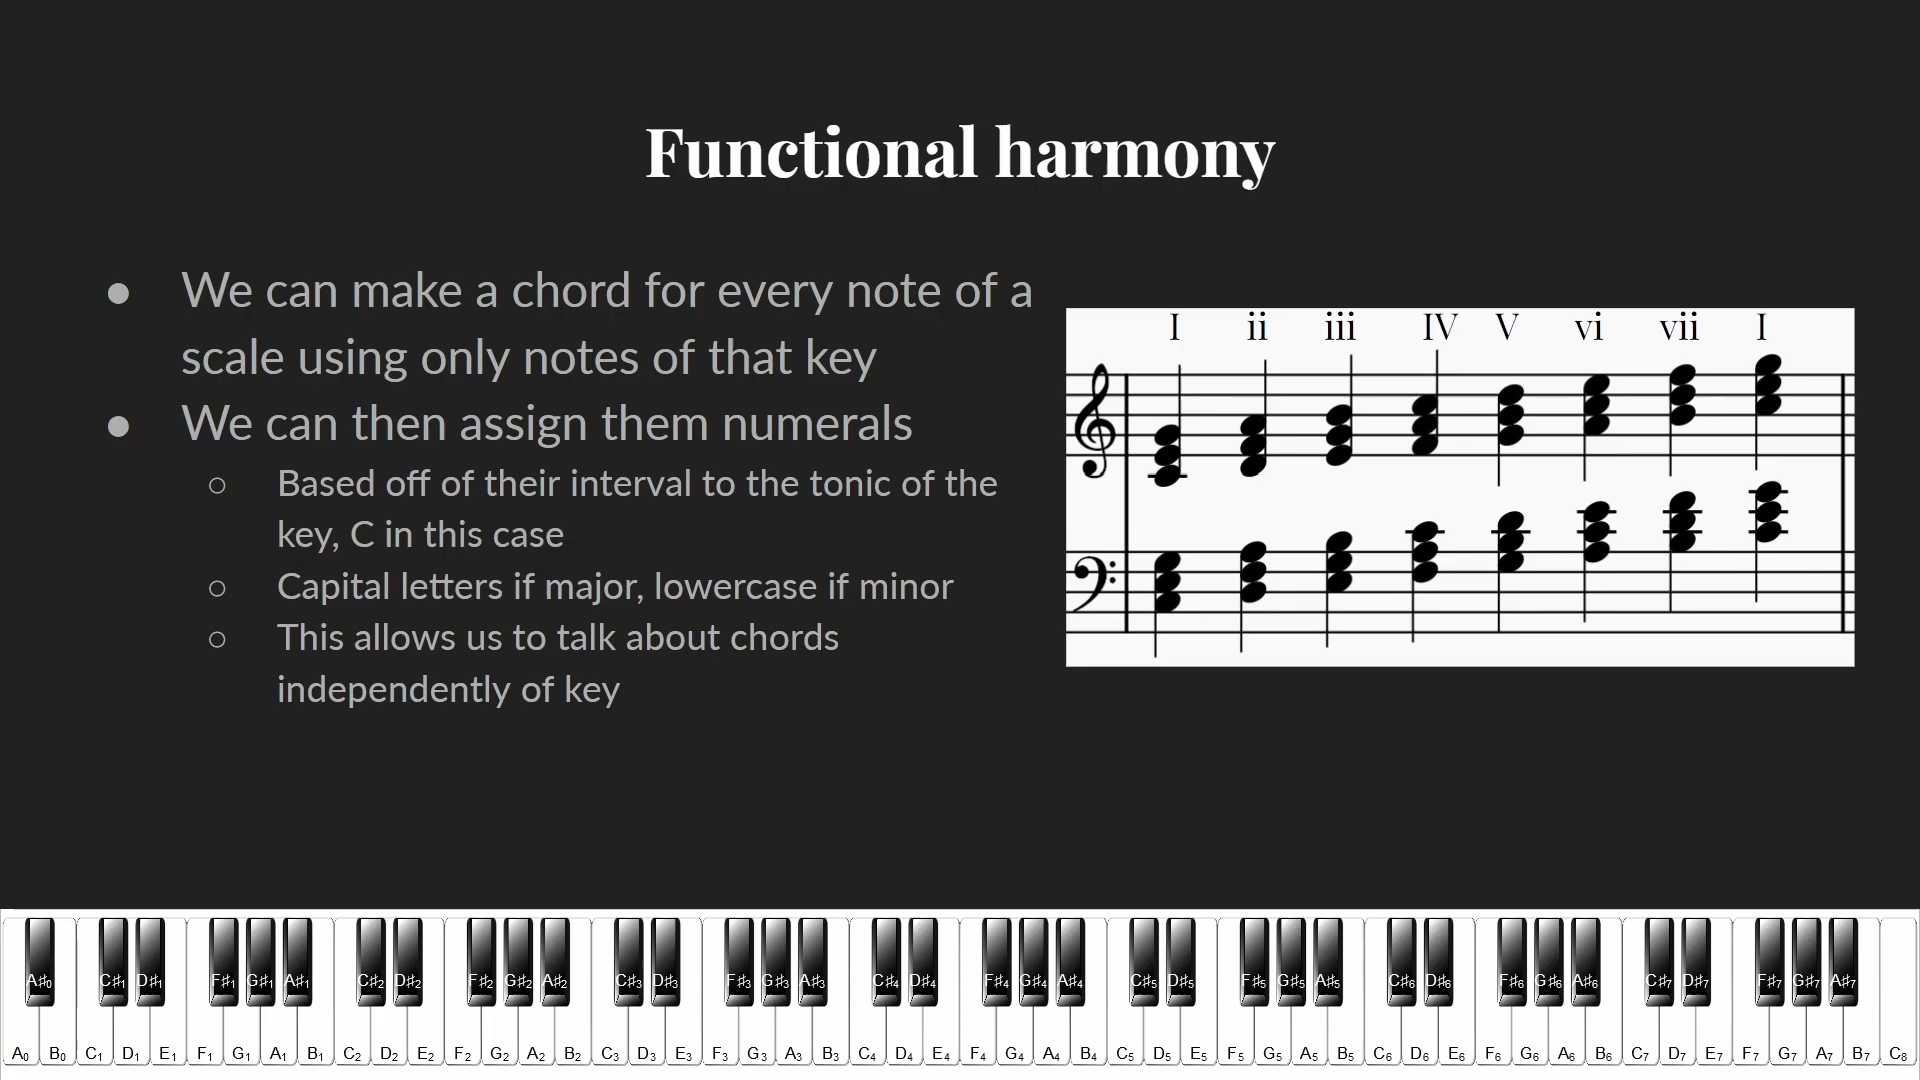 Functional harmony
● We can make a chord for every note of a
scale using only notes of that key
● We can then assign them numerals
○ Based off of their interval to the tonic of the
key, C in this case
○ Capital letters if major, lowercase if minor
○ This allows us to talk about chords
independently of key
I ii iii IV V vi vii I
A♯0 C♯1 D♯1 F♯1 G♯1 A♯1 C♯2 D♯2 F♯2 G♯2 A♯2 C♯3 D♯3 F♯3 G♯3 A♯3 C♯4 D♯4 F♯4 G♯4 A♯4 C♯5 D♯5 F♯5 G♯5 A♯5 C♯6 D♯6 F♯6 G♯6 A♯6 C♯7 D♯7 F♯7 G♯7 A♯7
A0 B0 C1 D1 E1 F1 G1 A1 B1 C2 D2 E2 F2 G2 A2 B2 C3 D3 E3 F3 G3 A3 B3 C4 D4 E4 F4 G4 A4 B4 C5 D5 E5 F5 G5 A5 B5 C6 D6 E6 F6 G6 A6 B6 C7 D7 E7 F7 G7 A7 B7 C8